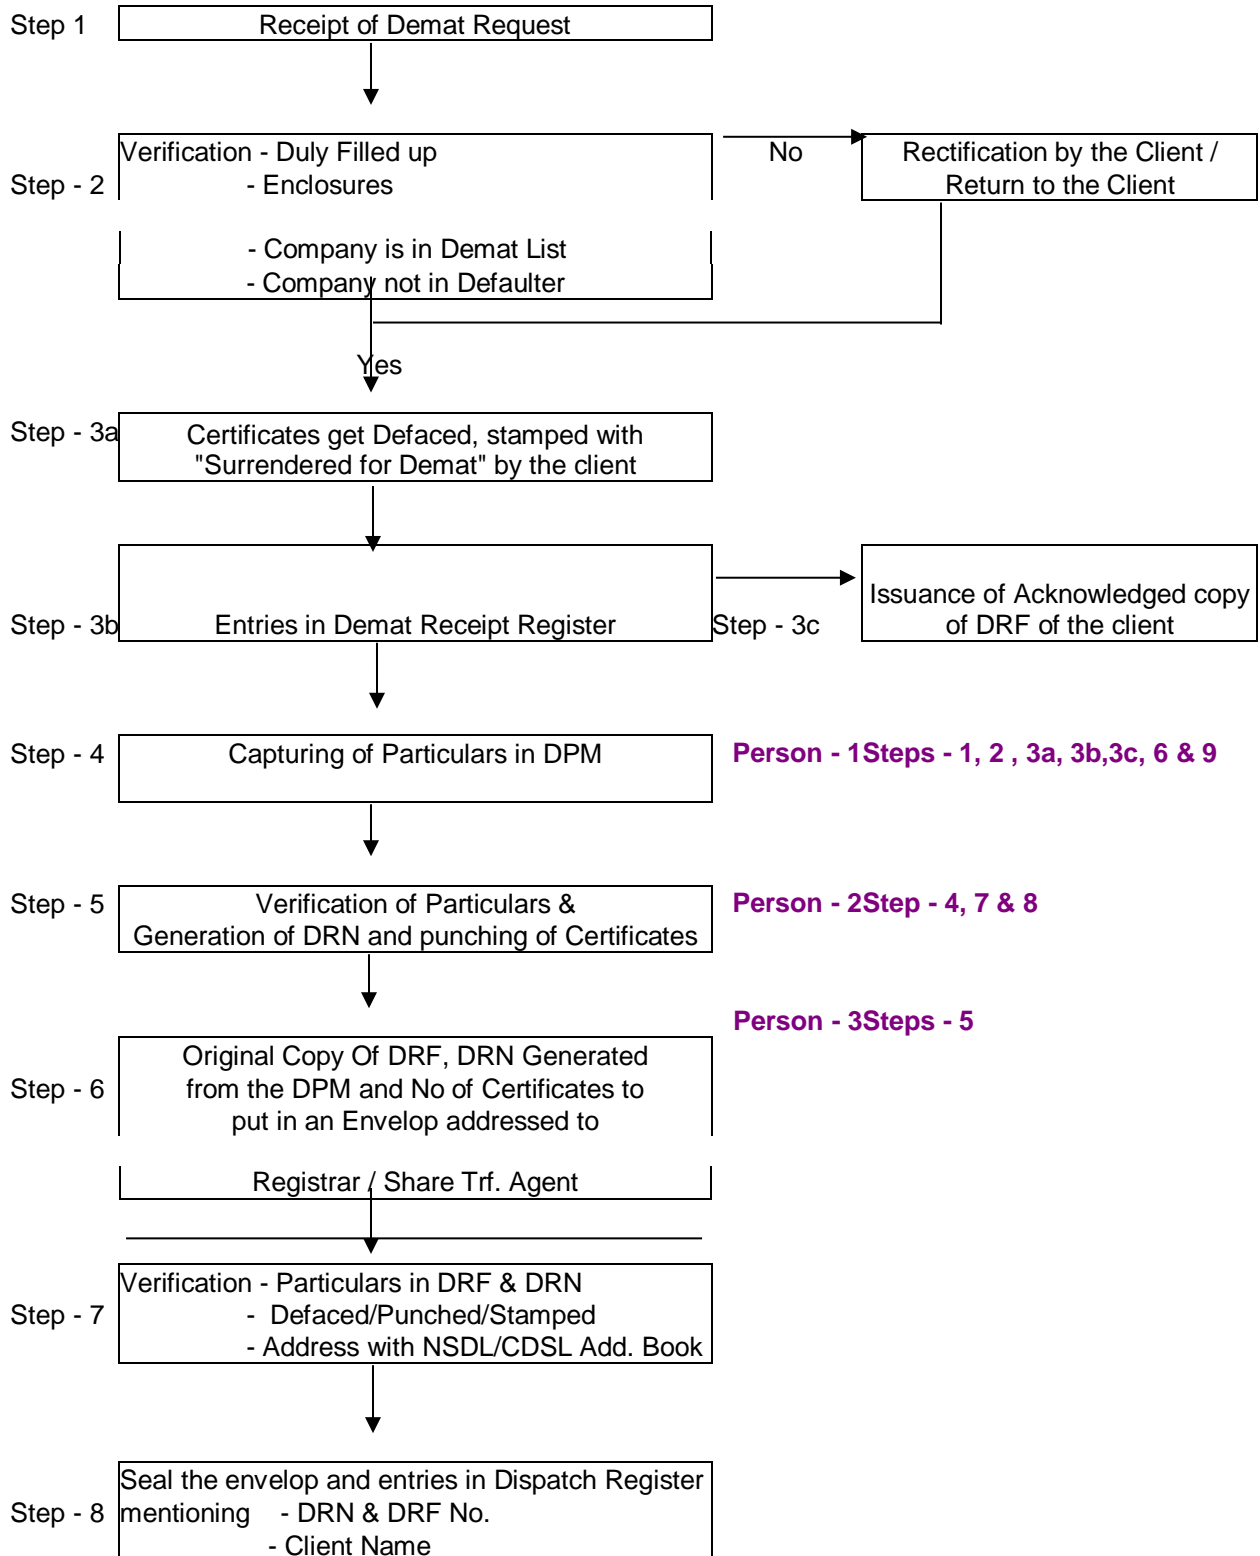 Step 1
Receipt of Demat Request
Verification - Duly Filled up
No
Rectification by the Client /
Step - 2
- Enclosures
Return to the Client
- Company is in Demat List
- Company not in Defaulter
Yes
Step - 3a
Certificates get Defaced, stamped with
"Surrendered for Demat" by the client
Issuance of Acknowledged copy
Step - 3b
Entries in Demat Receipt Register
Step - 3c
of DRF of the client
Step - 4
Capturing of Particulars in DPM
Person - 1Steps - 1, 2 , 3a, 3b,3c, 6 & 9
Step - 5
Verification of Particulars &
Person - 2Step - 4, 7 & 8
Generation of DRN and punching of Certificates
Person - 3Steps - 5
Original Copy Of DRF, DRN Generated
Step - 6
from the DPM and No of Certificates to
put in an Envelop addressed to
Registrar / Share Trf. Agent
Verification - Particulars in DRF & DRN
Step - 7
- Defaced/Punched/Stamped
- Address with NSDL/CDSL Add. Book
Seal the envelop and entries in Dispatch Register
Step - 8
mentioning - DRN & DRF No.
- Client Name